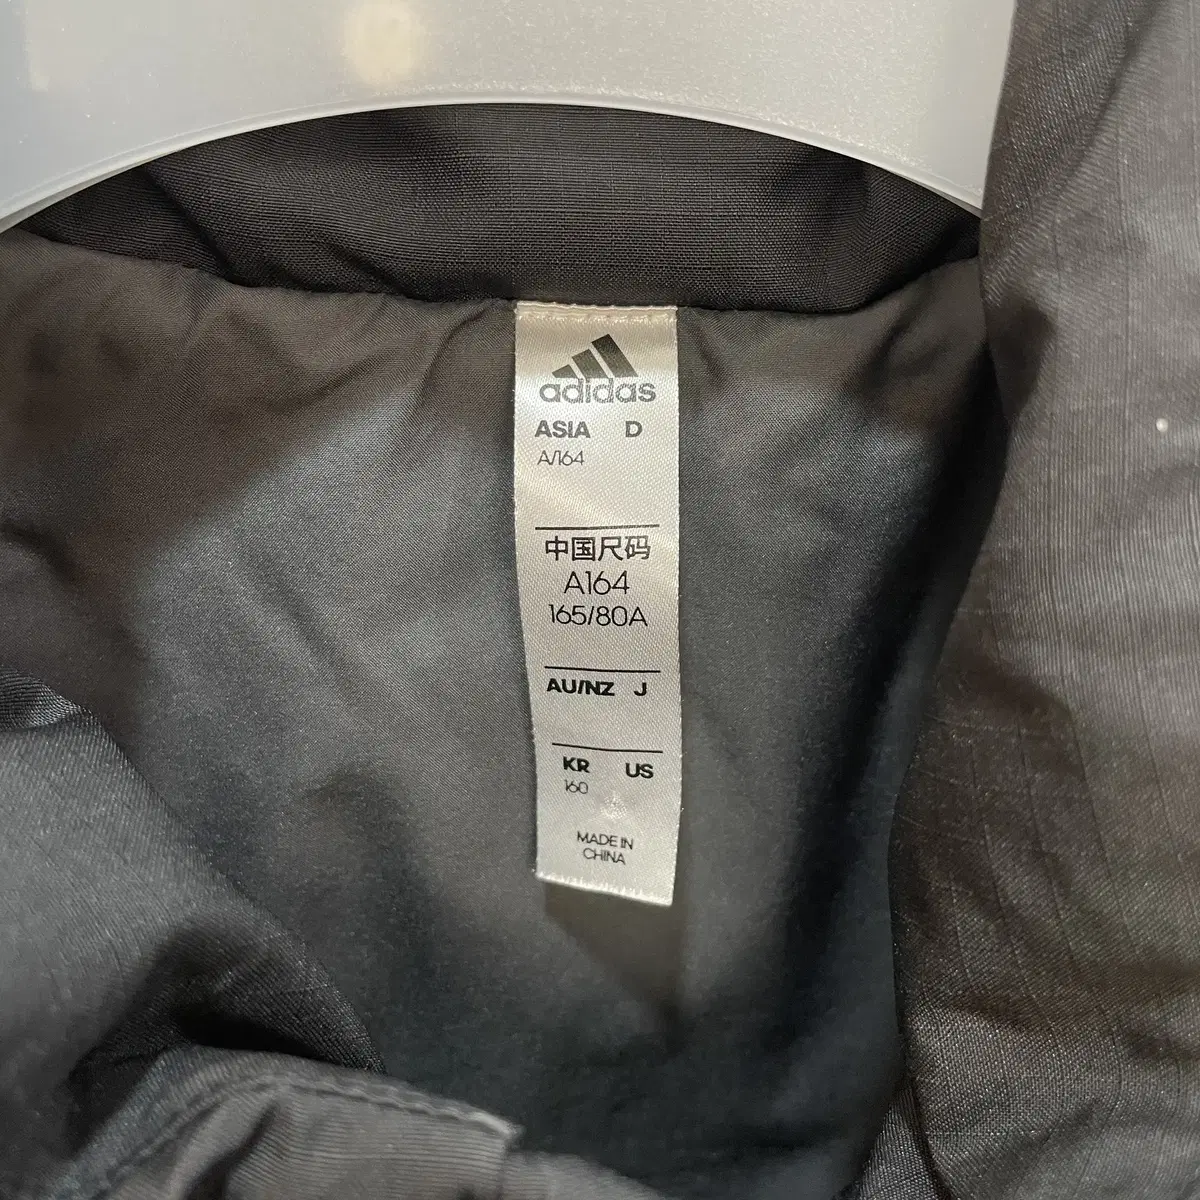 adidas
ASIA D
A/164
中国尺码
A164
165/80A
AU/NZ J
KR US
160
MADE IN
CHINA